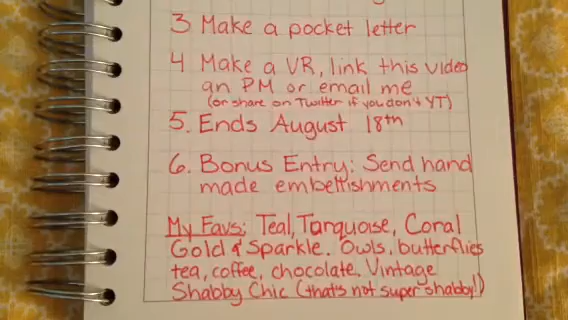 3 Make a pocket letter
4 Make a VR, link this video
an PM or email me
(or share on Twitter if you don't YT)
5. Ends August 18th
6. Bonus Entry: Send hand
made embellishments
My Favs: Teal, Tarquoise, Coral
Gold & Sparkle. Owls, butterflies
tea, coffee, chocolate. Vintage
Shabby Chic (that's not super shabby!)